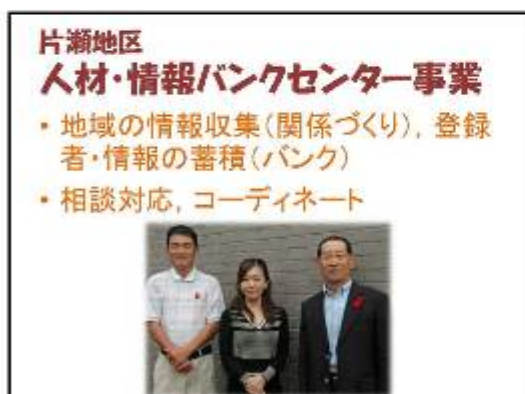 片瀬地区
人材・情報バンクセンター事業
・地域の情報収集(関係づくり), 登録
者・情報の蓄積(バンク)
・相談対応, コーディネート